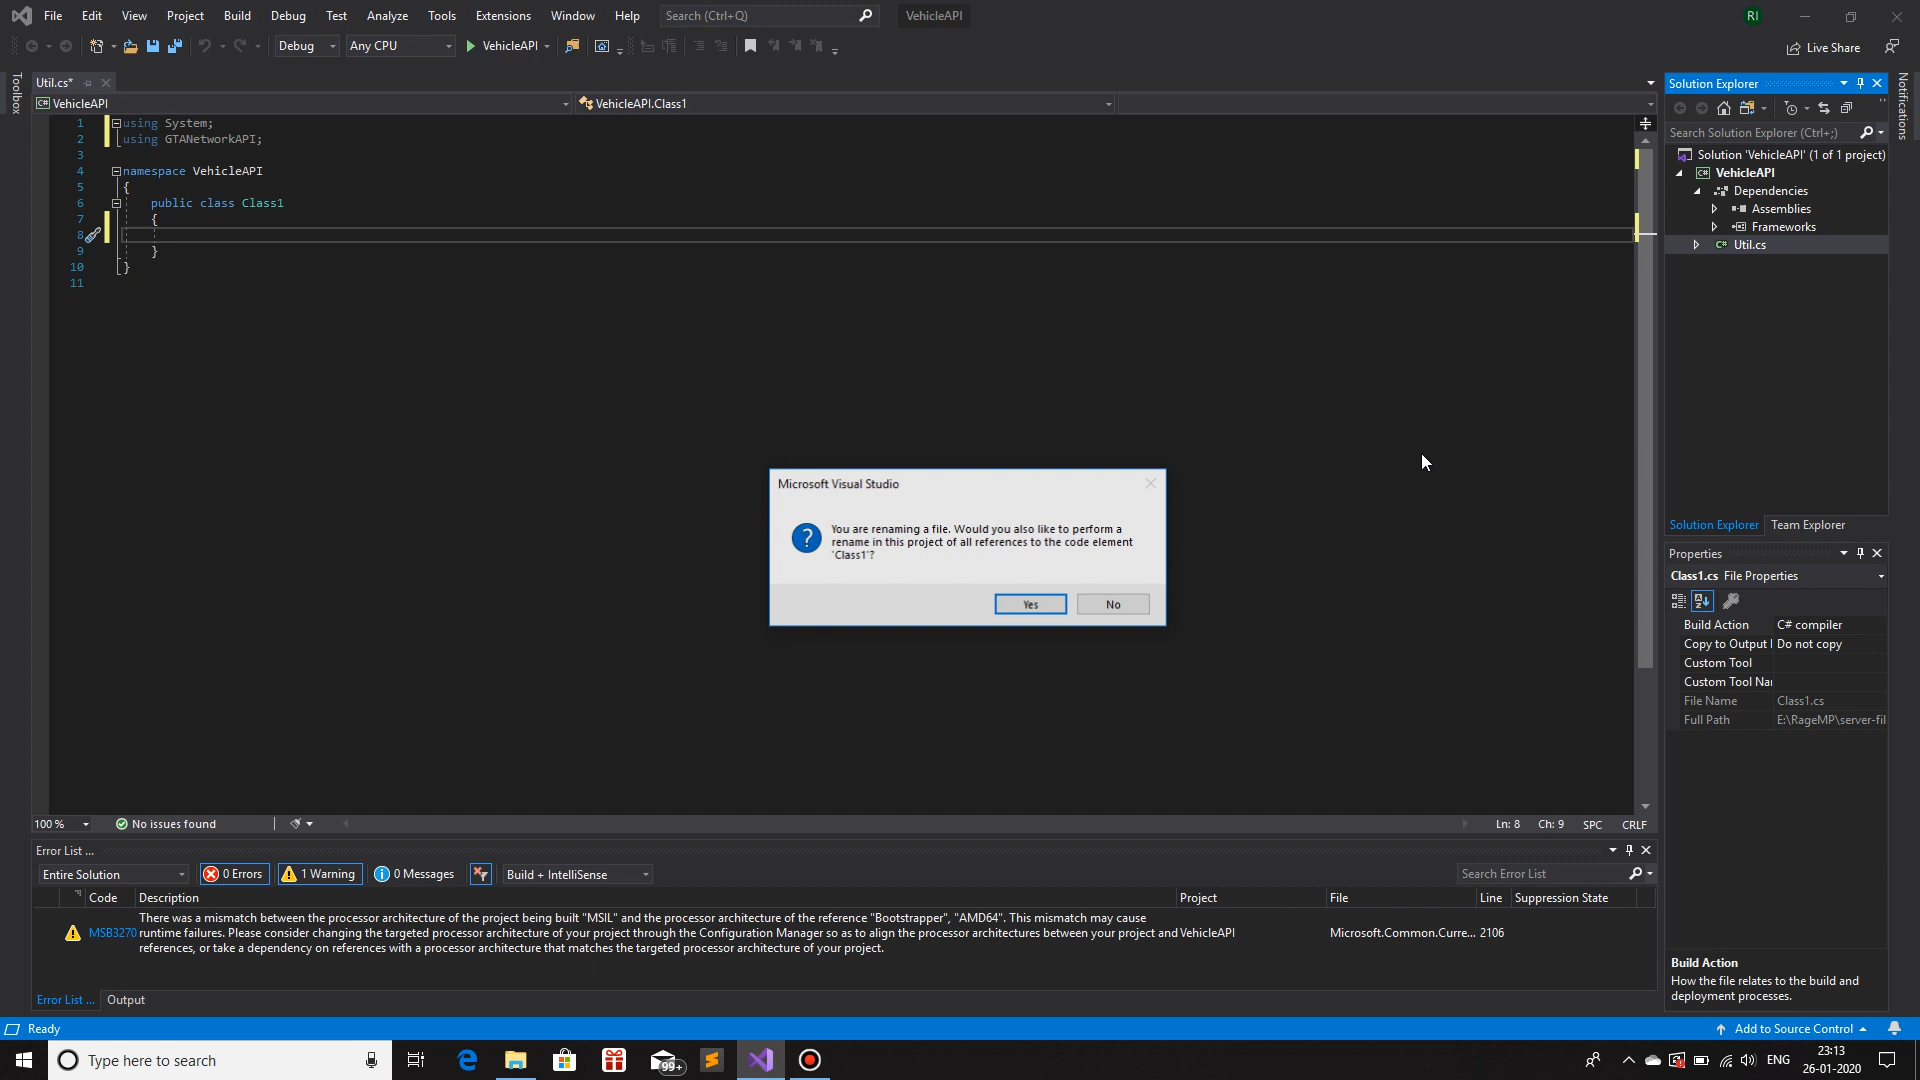 File Edit View Project Build Debug Test Analyze Tools Extensions Window Help Search (Ctrl+Q) VehicleAPI RI
Debug Any CPU VehicleAPI Live Share
Toolbox
Util.cs*
VehicleAPI VehicleAPI.Class1
1 using System;
2 using GTANetworkAPI;
3
4 namespace VehicleAPI
5 {
6 public class Class1
7 {
8
9 }
10 }
11
Microsoft Visual Studio
You are renaming a file. Would you also like to perform a
rename in this project of all references to the code element
'Class1'?
Yes No
100 % No issues found Ln: 8 Ch: 9 SPC CRLF
Solution Explorer
Search Solution Explorer (Ctrl+;)
Solution 'VehicleAPI' (1 of 1 project)
VehicleAPI
Dependencies
Assemblies
Frameworks
Util.cs
Solution Explorer Team Explorer
Notifications
Properties
Class1.cs File Properties
Build Action C# compiler
Copy to Output Do not copy
Custom Tool
Custom Tool Na
File Name Class1.cs
Full Path E:\RageMP\server-fil
Build Action
How the file relates to the build and
deployment processes.
Error List ...
Entire Solution 0 Errors 1 Warning 0 Messages Build + IntelliSense Search Error List
Code Description Project File Line Suppression State
MSB3270 There was a mismatch between the processor architecture of the project being built "MSIL" and the processor architecture of the reference "Bootstrapper", "AMD64". This mismatch may cause
runtime failures. Please consider changing the targeted processor architecture of your project through the Configuration Manager so as to align the processor architectures between your project and VehicleAPI Microsoft.Common.Curre... 2106
references, or take a dependency on references with a processor architecture that matches the targeted processor architecture of your project.
Error List ... Output
Ready Add to Source Control
Type here to search 99+ ENG 23:13
26-01-2020